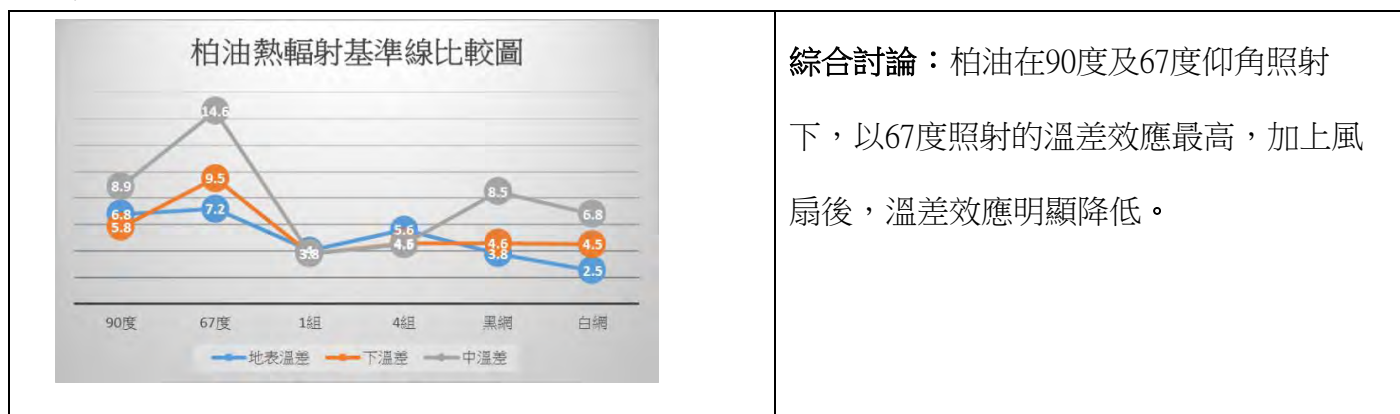 柏油熱輻射基準線比較圖
14.6
8.9
9.5
8.5
6.8
7.2
6.8
5.8
5.6
4.6
4.5
3.8
3.8
2.5
90度
67度
1組
4組
黑網
白網
地表溫差
下溫差
中溫差
綜合討論：柏油在90度及67度仰角照射
下，以67度照射的溫差效應最高，加上風
扇後，溫差效應明顯降低。